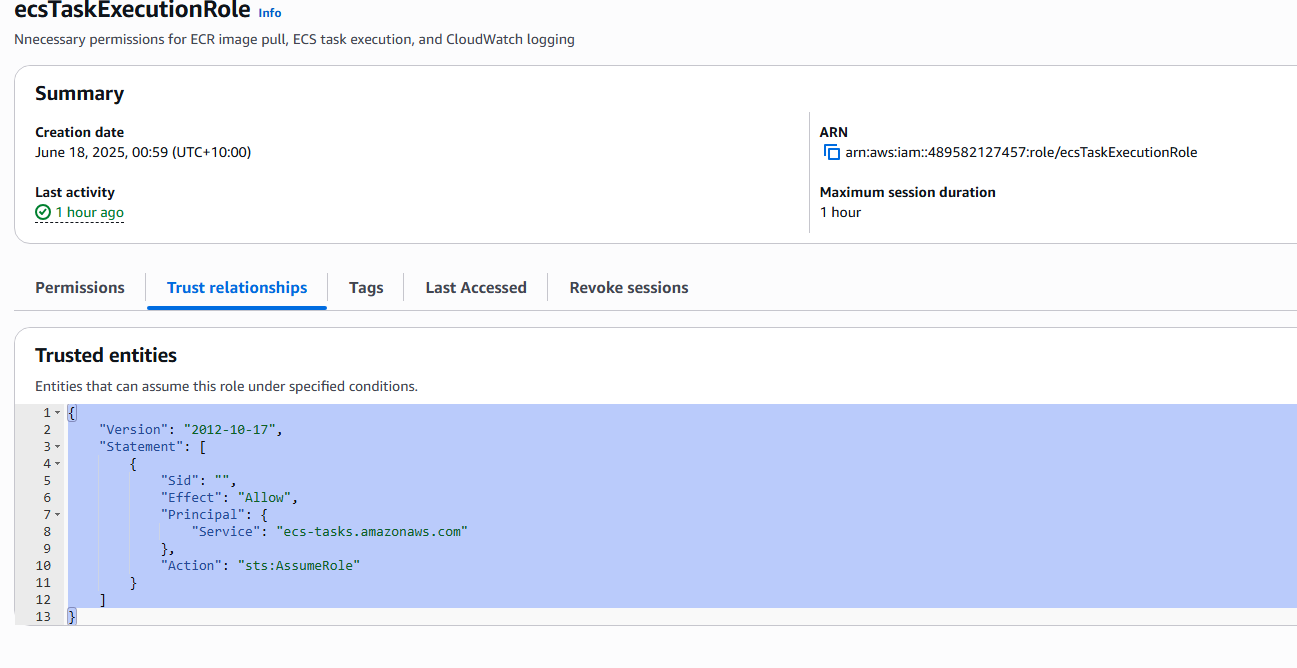 ecsTaskExecutionRole Info
Nnecessary permissions for ECR image pull, ECS task execution, and CloudWatch logging
Summary
Creation date
June 18, 2025, 00:59 (UTC+10:00)
ARN
arn:aws:iam::489582127457:role/ecsTaskExecutionRole
Last activity
1 hour ago
Maximum session duration
1 hour
Permissions Trust relationships Tags Last Accessed Revoke sessions
Trusted entities
Entities that can assume this role under specified conditions.
1 {
2 "Version": "2012-10-17",
3 "Statement": [
4 {
5 "Sid": "",
6 "Effect": "Allow",
7 "Principal": {
8 "Service": "ecs-tasks.amazonaws.com"
9 },
10 "Action": "sts:AssumeRole"
11 }
12 ]
13 }